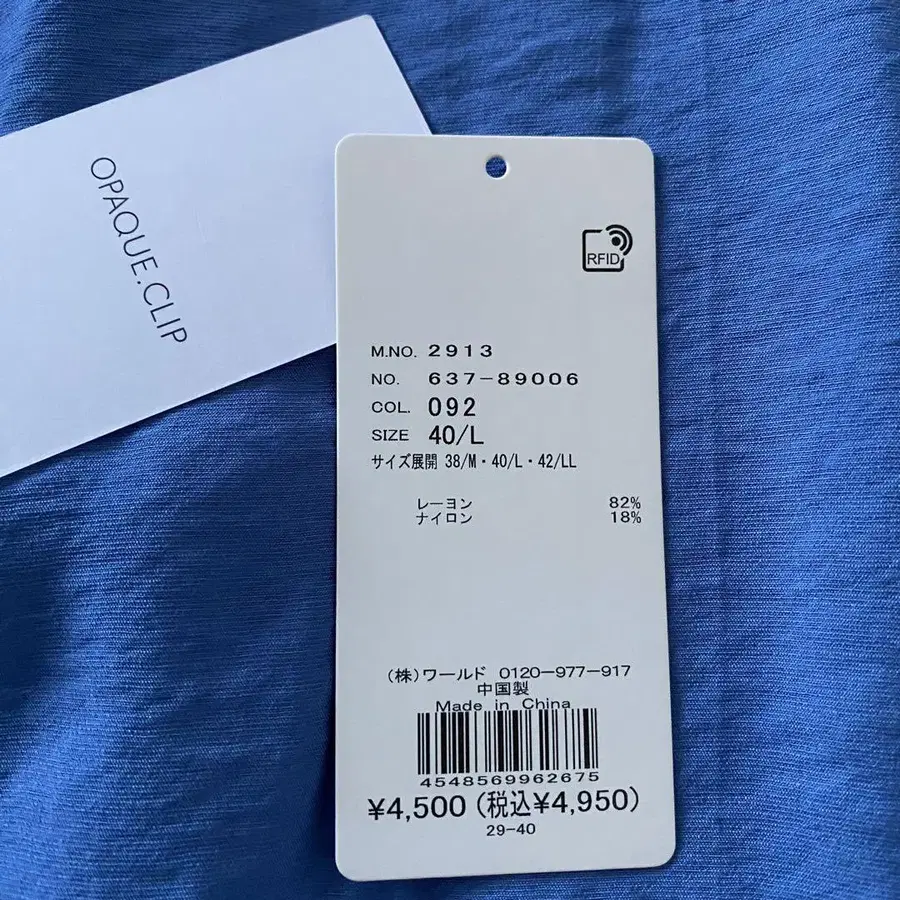 OPAQUE.CLIP
RFID
M.NO. 2913
NO. 637-89006
COL. 092
SIZE 40/L
サイズ展開 38/M・40/L・42/LL
レーヨン 82%
ナイロン 18%
(株)ワールド 0120-977-917
中国製
Made in China
4548569962675
¥4,500(税込¥4,950)
29-40